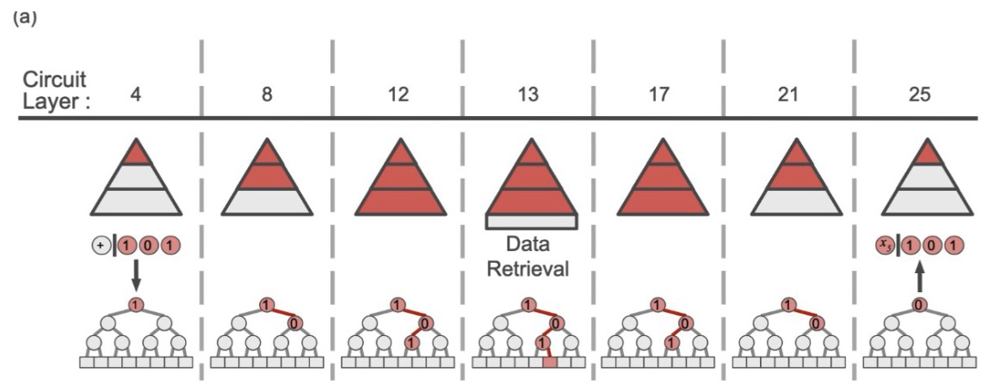 (a)
Circuit
Layer : 4 8 12 13 17 21 25
+ 1 0 1
Data
Retrieval
x₅ 1 0 1
1 1 1 1 1 1 0
0 0 0 0 0
1 1 1